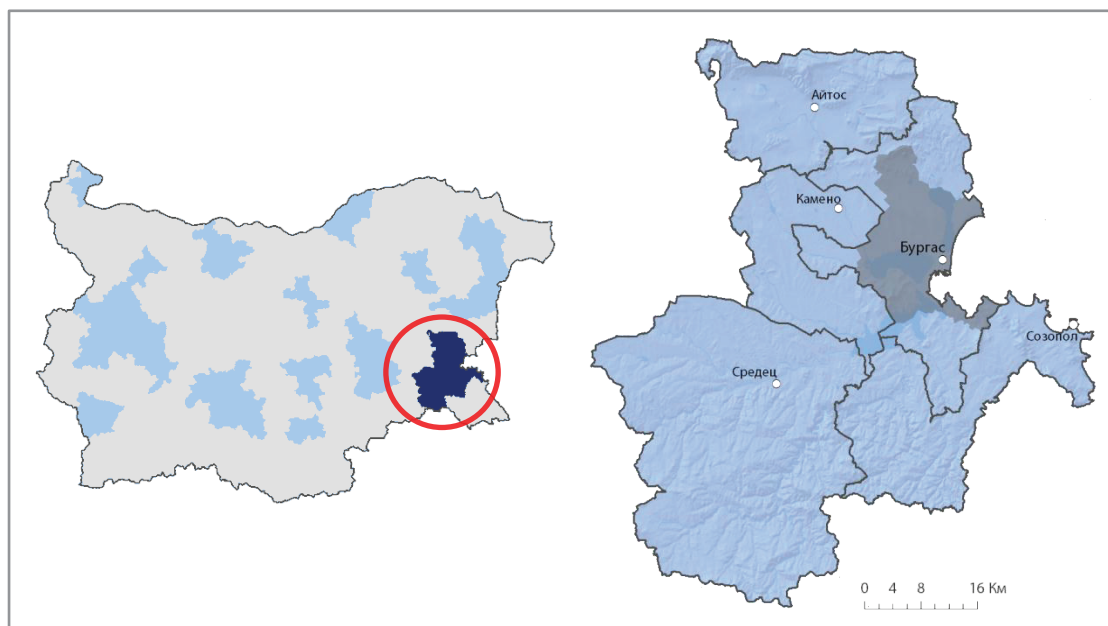 Айтос
Камено
Бургас
Созопол
Средец
0 4 8 16 Км